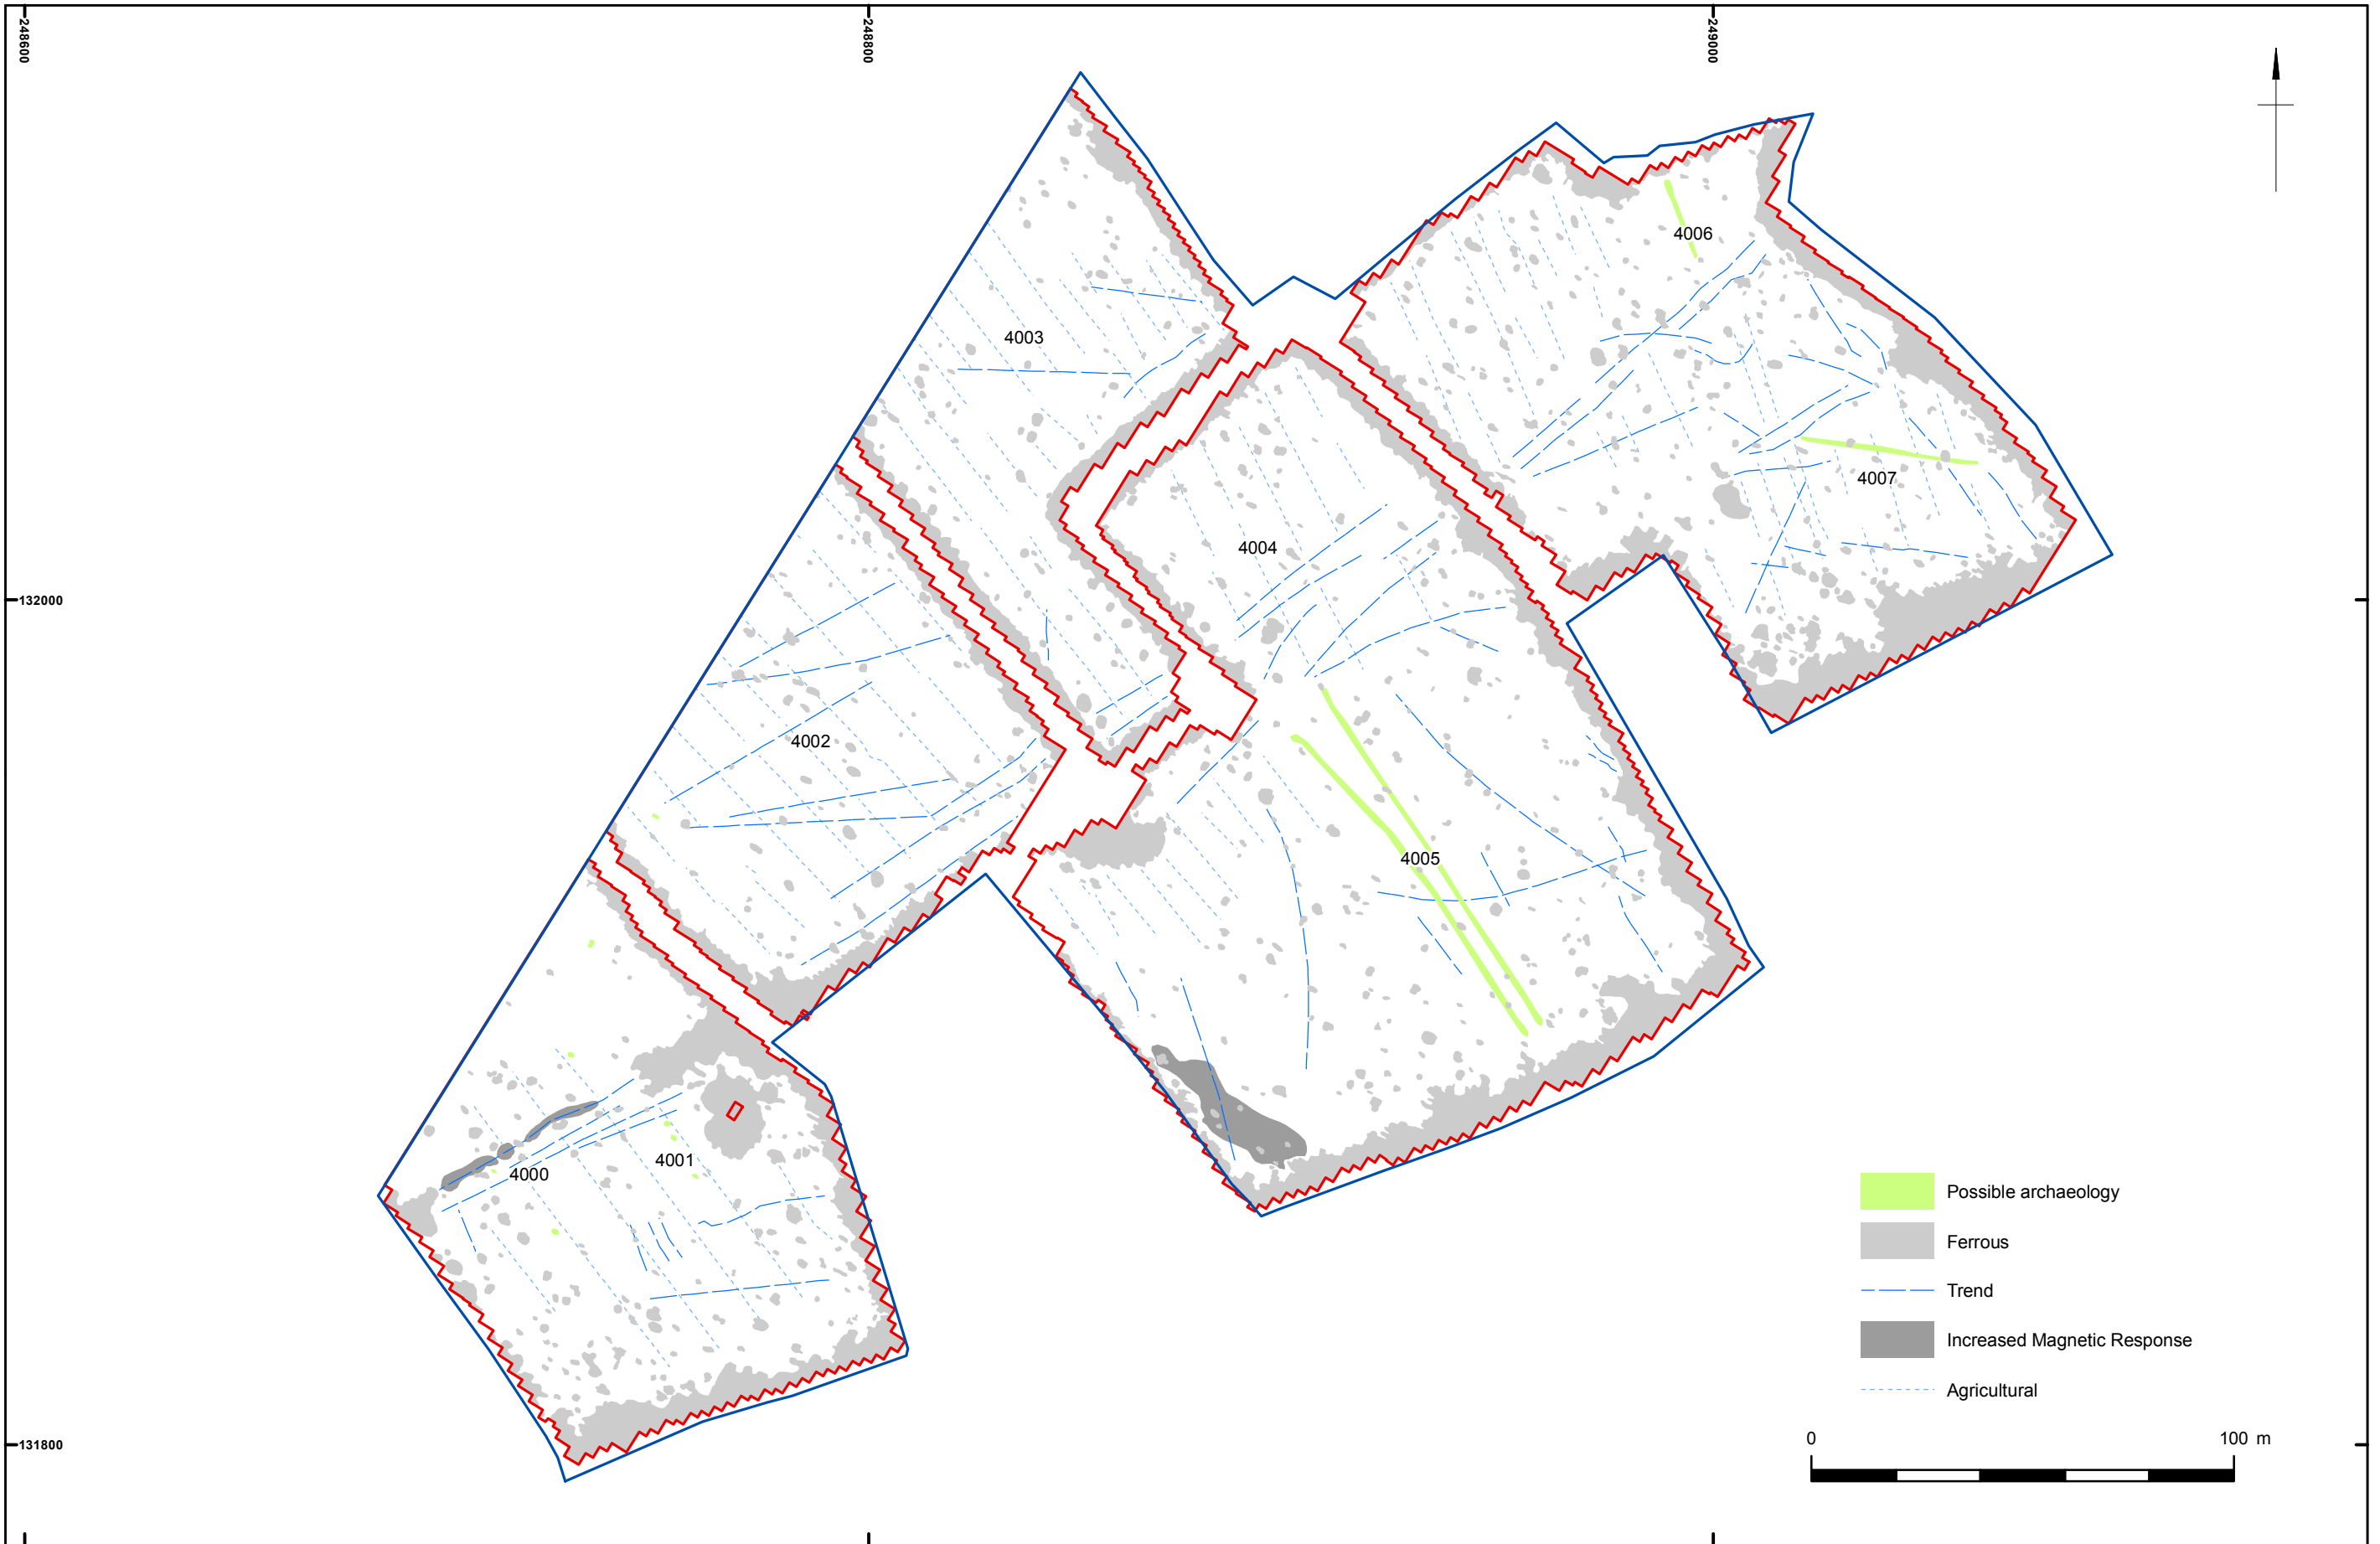 248600
248800
249000
4006
4003
4007
4004
132000
4002
4005
4001
4000
Possible archaeology
Ferrous
Trend
Increased Magnetic Response
Agricultural
131800
0
100 m